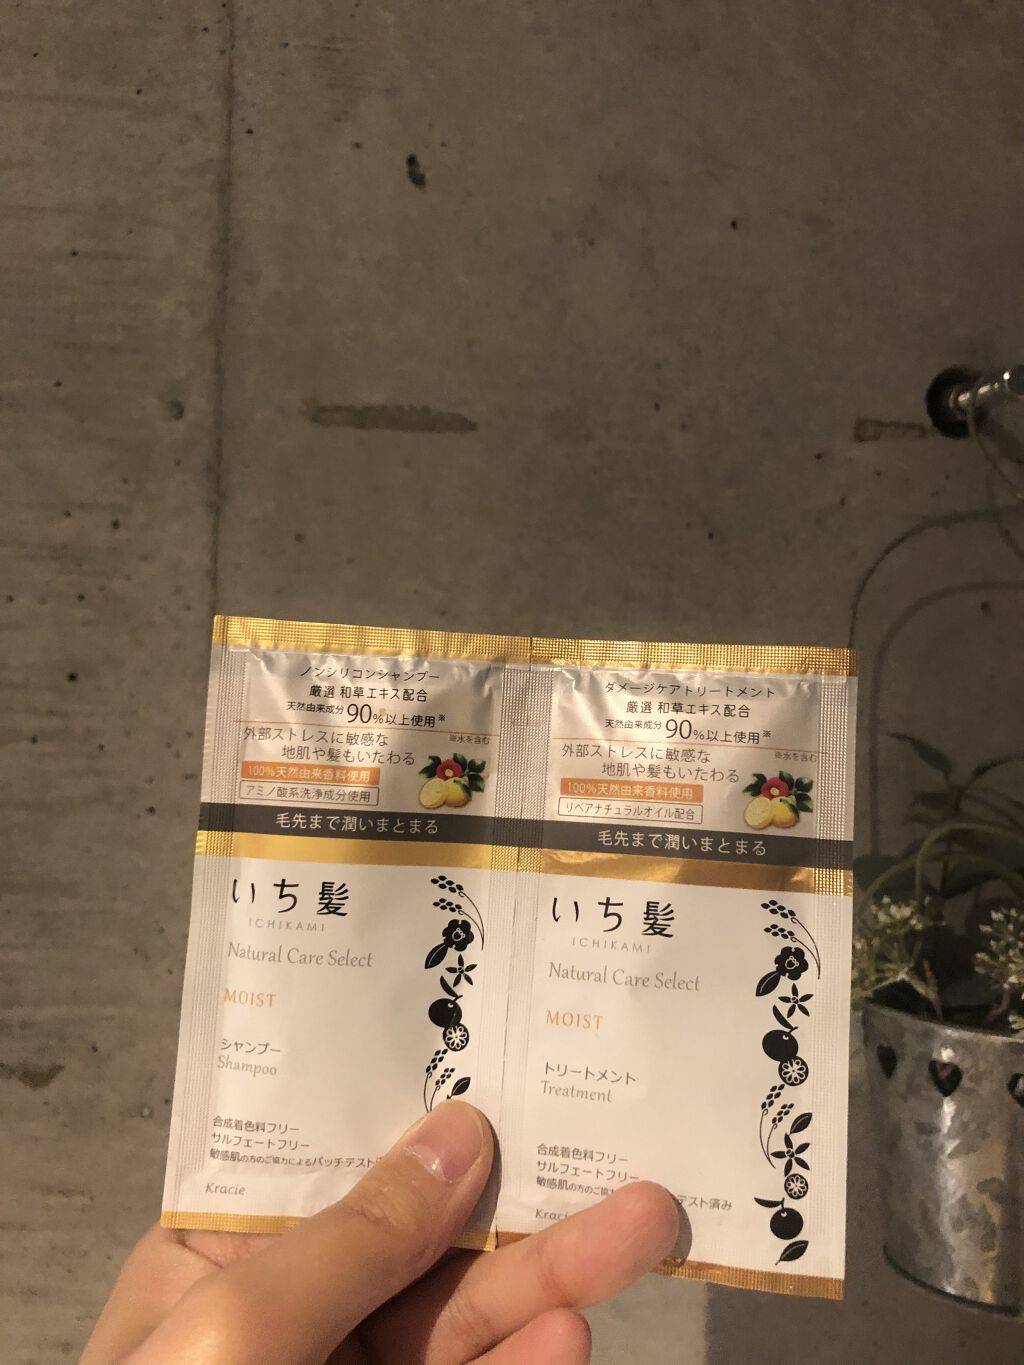 ノンシリコンシャンプー
厳選 和草エキス配合
天然由来成分90%以上使用※
※水を含む
外部ストレスに敏感な
地肌や髪もいたわる
100%天然由来香料使用
アミノ酸系洗浄成分使用
毛先まで潤いまとまる
いち髪
ICHIKAMI
Natural Care Select
MOIST
シャンプー
Shampoo
合成着色料フリー
サルフェートフリー
敏感肌の方のご協力によるパッチテスト
Kracie
ダメージケアトリートメント
厳選 和草エキス配合
天然由来成分90%以上使用※
※水を含む
外部ストレスに敏感な
地肌や髪もいたわる
100%天然由来香料使用
リペアナチュラルオイル配合
毛先まで潤いまとまる
いち髪
ICHIKAMI
Natural Care Select
MOIST
トリートメント
Treatment
合成着色料フリー
サルフェートフリー
敏感肌の方のご協 テスト済み
Kraci